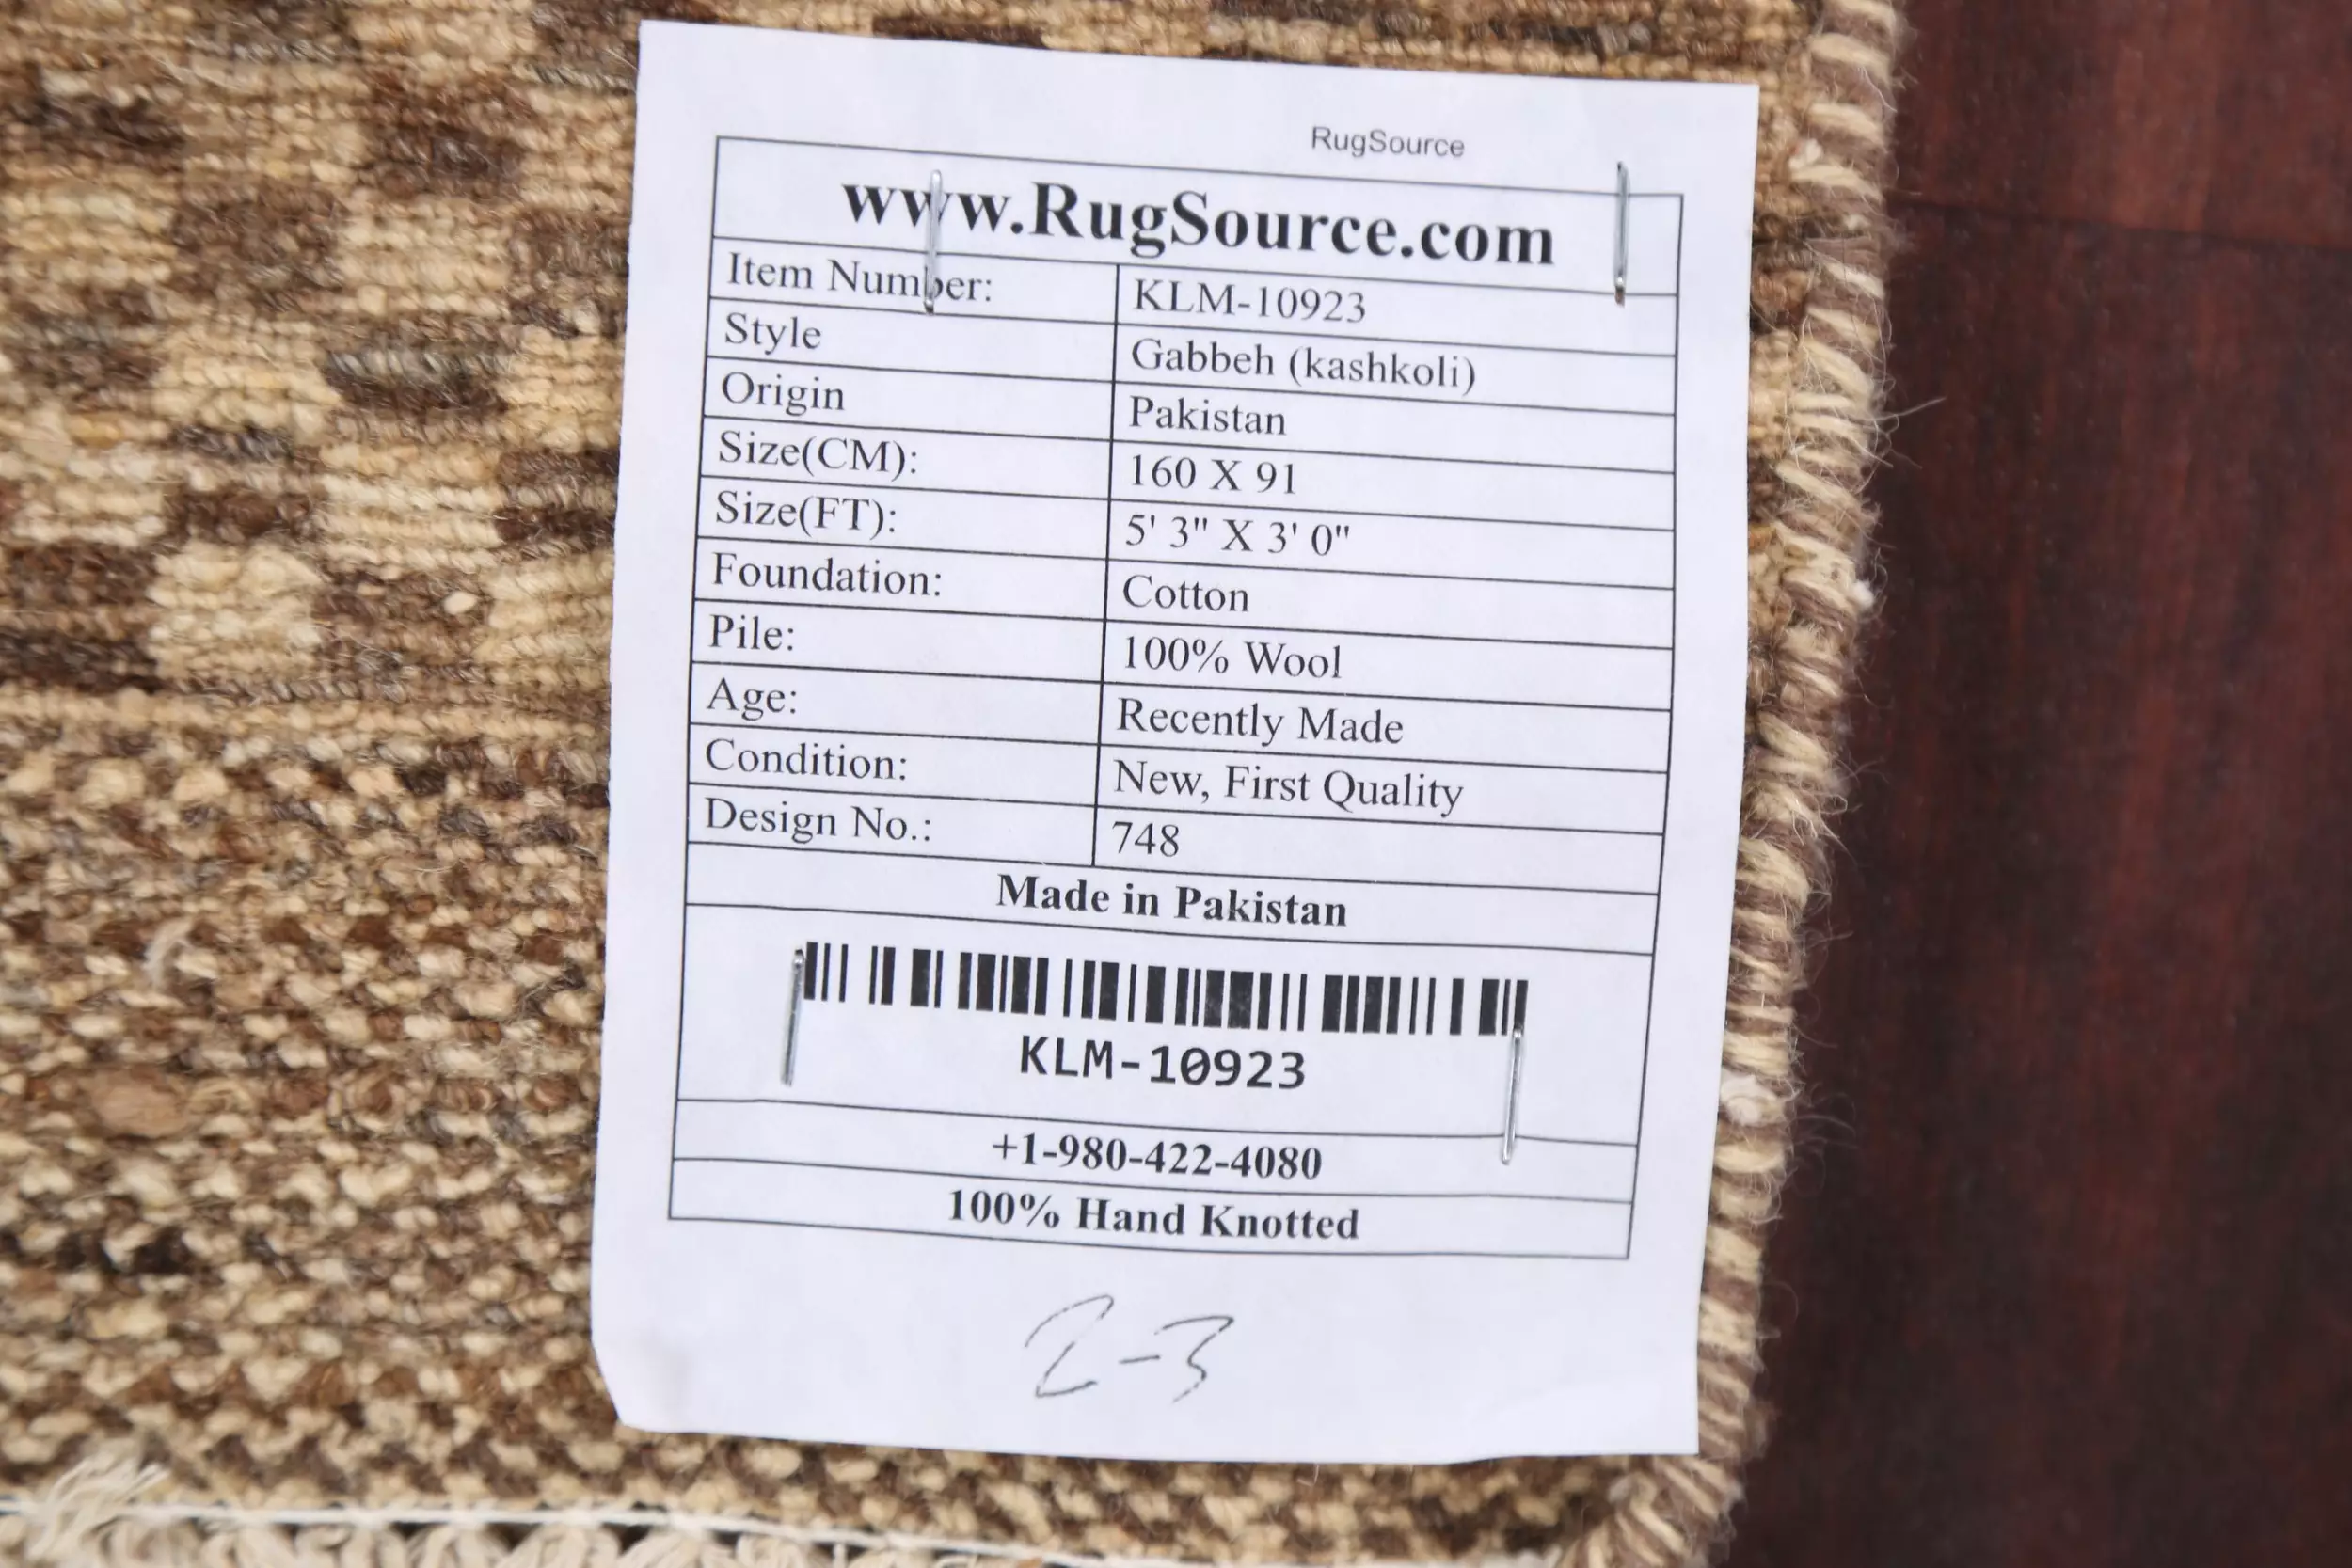 RugSource
www.RugSource.com
Item Number: KLM-10923
Style Gabbeh (kashkoli)
Origin Pakistan
Size(CM): 160 X 91
Size(FT): 5' 3" X 3' 0"
Foundation: Cotton
Pile: 100% Wool
Age: Recently Made
Condition: New, First Quality
Design No.: 748
Made in Pakistan
KLM-10923
+1-980-422-4080
100% Hand Knotted
2-3